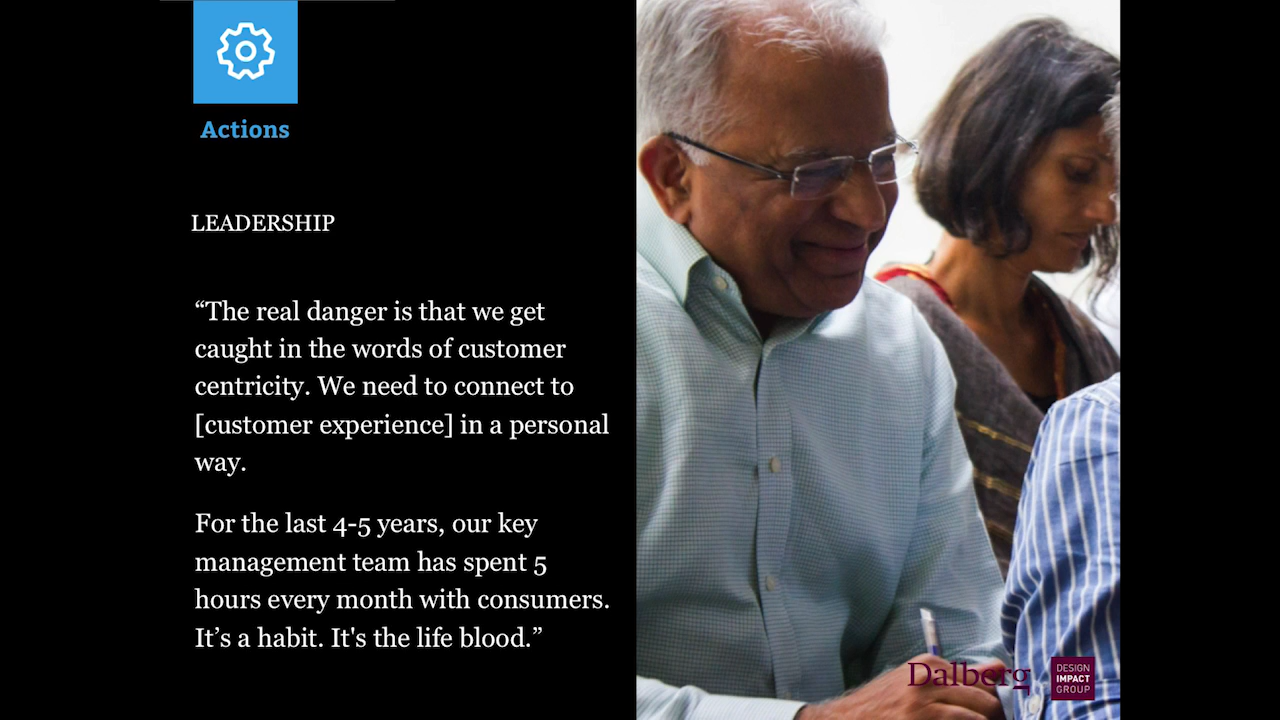 Actions
LEADERSHIP
“The real danger is that we get
caught in the words of customer
centricity. We need to connect to
[customer experience] in a personal
way.
For the last 4-5 years, our key
management team has spent 5
hours every month with consumers.
It’s a habit. It's the life blood.”
Dalberg
DESIGN
IMPACT
GROUP